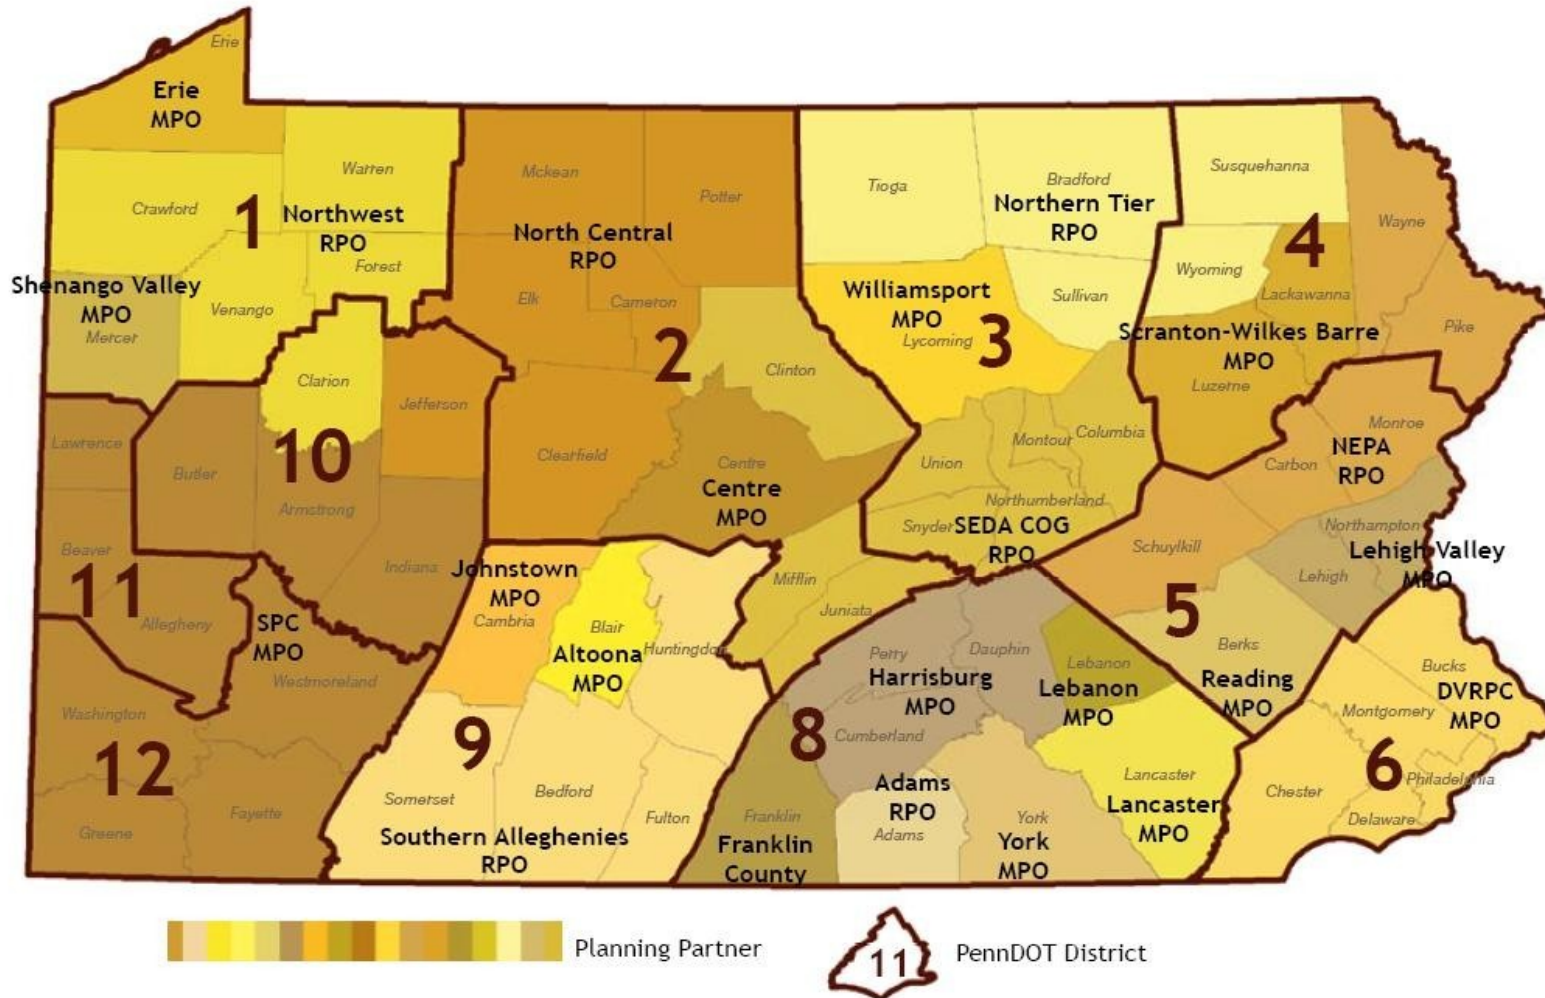 Erie
Erie
MPO
Warren
Mckean
Potter
Tioga
Bradford
Susquehanna
Crawford
1
Northwest
RPO
North Central
RPO
Northern Tier
RPO
4
Wayne
Forest
Shenango Valley
MPO
Mercer
Venango
Elk
Cameron
Williamsport
MPO
Lycoming
3
Sullivan
Wyoming
Lackawanna
Scranton-Wilkes Barre
MPO
Luzerne
Pike
2
Clinton
Clarion
Jefferson
Lawrence
Butler
10
Armstrong
Clearfield
Centre
Centre
MPO
Union
Montour
Columbia
Northumberland
Snyder
SEDA COG
RPO
Monroe
NEPA
RPO
Carbon
Schuylkill
Northampton
Lehigh Valley
MPO
Lehigh
Beaver
11
Allegheny
SPC
MPO
Indiana
Johnstown
MPO
Cambria
Blair
Altoona
MPO
Huntingdon
Mifflin
Juniata
Perry
Dauphin
Harrisburg
MPO
Lebanon
Lebanon
MPO
5
Berks
Reading
MPO
Bucks
DVRPC
MPO
Montgomery
Westmoreland
Washington
12
Greene
Fayette
9
Somerset
Bedford
Fulton
Southern Alleghenies
RPO
8
Cumberland
Franklin
Franklin
County
Adams
RPO
Adams
York
York
MPO
Lancaster
Lancaster
MPO
Chester
6
Philadelphia
Delaware
Planning Partner
11
PennDOT District